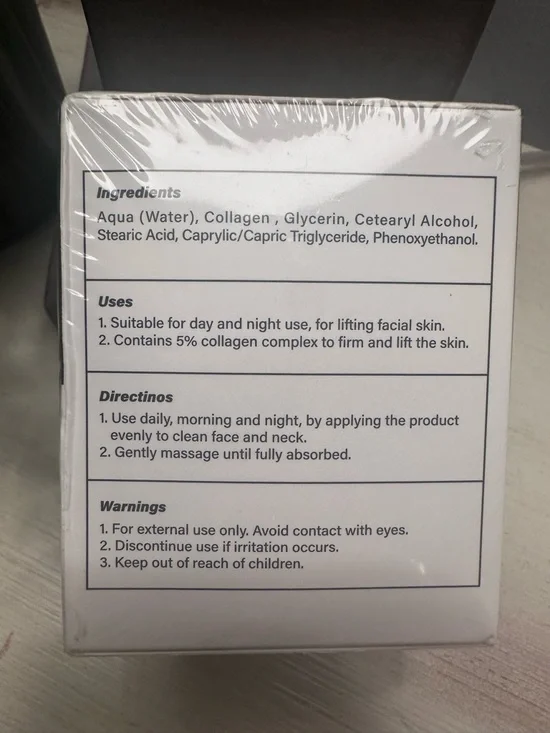 Ingredients
Aqua (Water), Collagen , Glycerin, Cetearyl Alcohol,
Stearic Acid, Caprylic/Capric Triglyceride, Phenoxyethanol.
Uses
1. Suitable for day and night use, for lifting facial skin.
2. Contains 5% collagen complex to firm and lift the skin.
Directinos
1. Use daily, morning and night, by applying the product
evenly to clean face and neck.
2. Gently massage until fully absorbed.
Warnings
1. For external use only. Avoid contact with eyes.
2. Discontinue use if irritation occurs.
3. Keep out of reach of children.